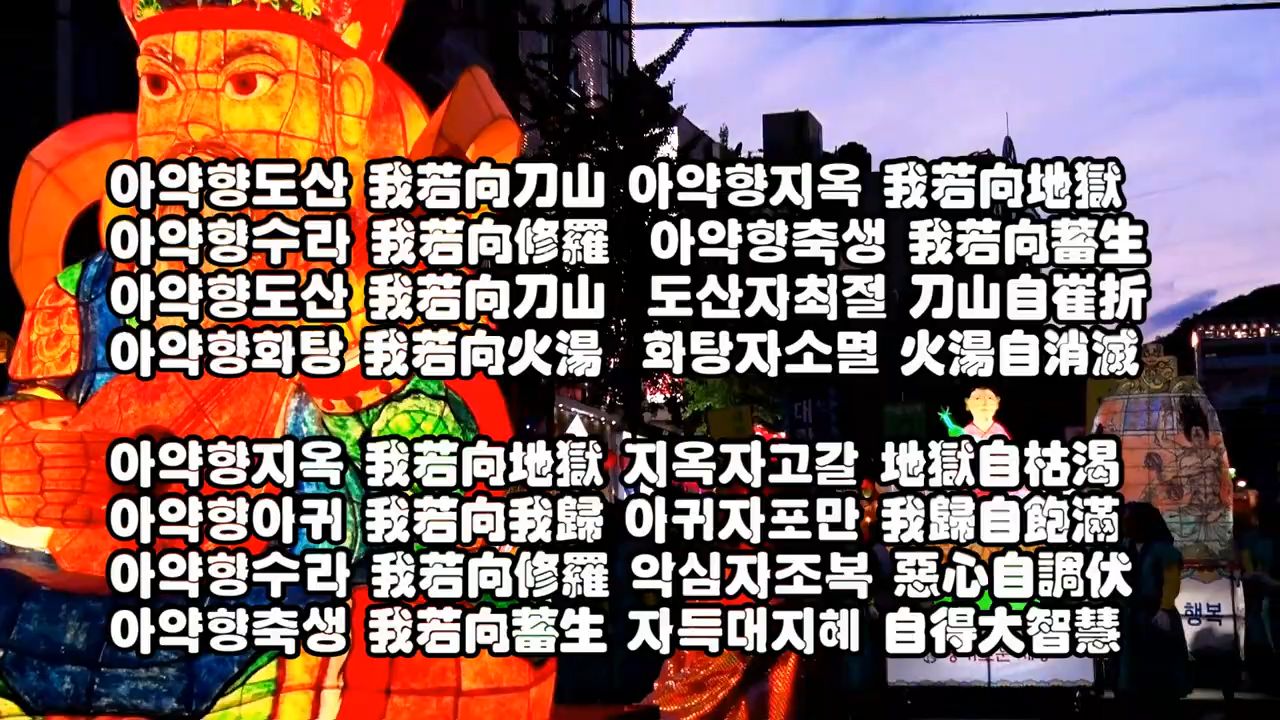 아약향도산 我若向刀山 아약향지옥 我若向地獄
아약향수라 我若向修羅 아약향축생 我若向蓄生
아약향도산 我若向刀山 도산자최절 刀山自崔折
아약향화탕 我若向火湯 화탕자소멸 火湯自消滅
아약향지옥 我若向地獄 지옥자고갈 地獄自枯渴
아약향아귀 我若向我歸 아귀자포만 我歸自飽滿
아약향수라 我若向修羅 악심자조복 惡心自調伏
아약향축생 我若向蓄生 자득대지혜 自得大智慧
행복